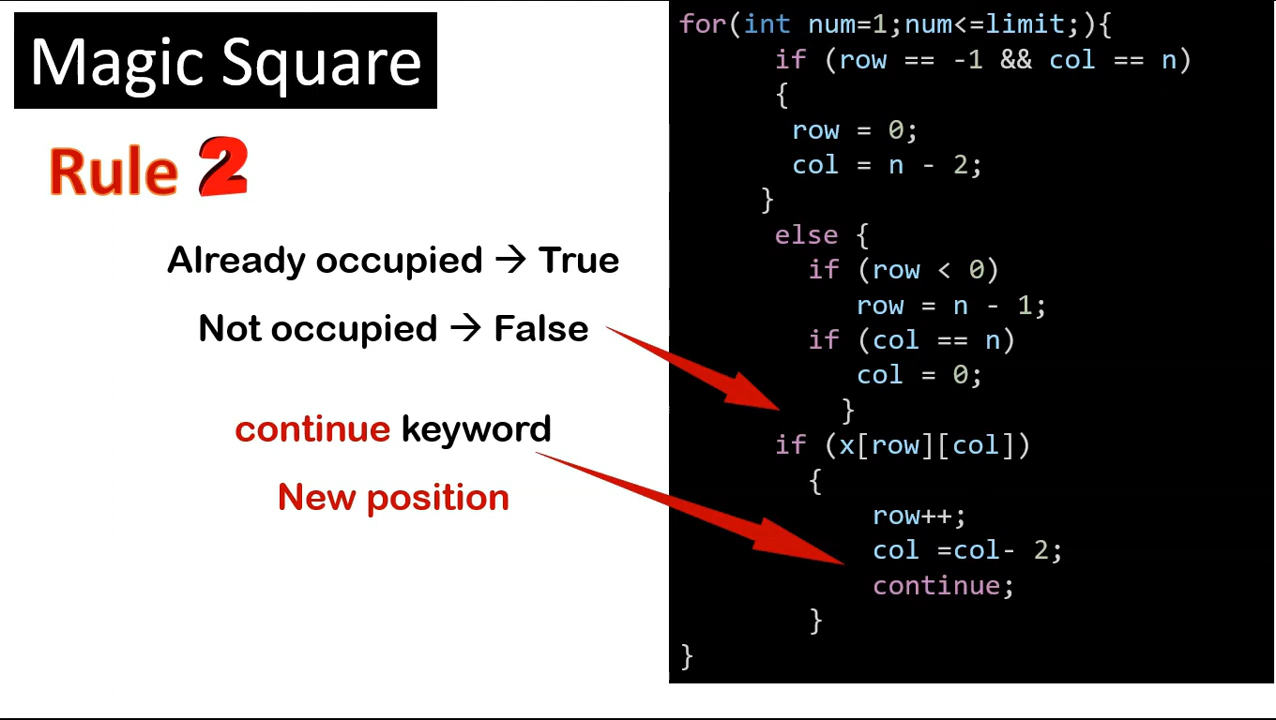 Magic Square
Rule 2
Already occupied → True
Not occupied → False
continue keyword
New position
for(int num=1;num<=limit;){
if (row == -1 && col == n)
{
row = 0;
col = n - 2;
}
else {
if (row < 0)
row = n - 1;
if (col == n)
col = 0;
}
if (x[row][col])
{
row++;
col =col- 2;
continue;
}
}